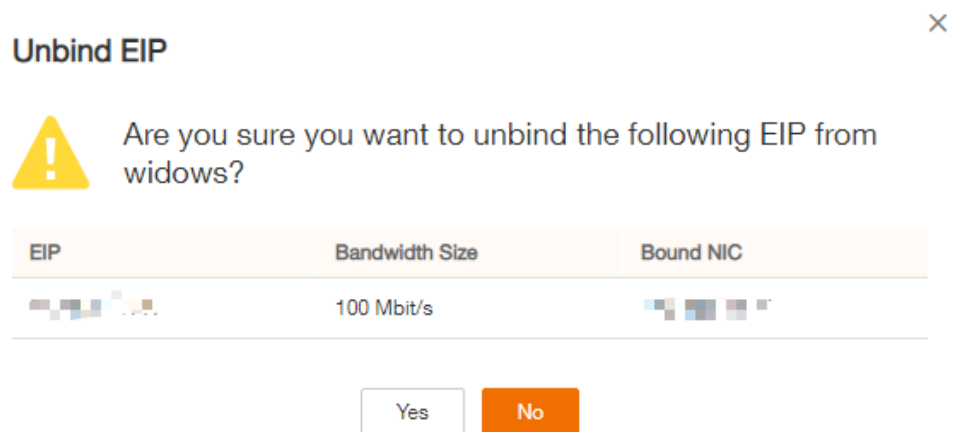 Unbind EIP
Are you sure you want to unbind the following EIP from
widows?
EIP Bandwidth Size Bound NIC
100 Mbit/s
Yes No